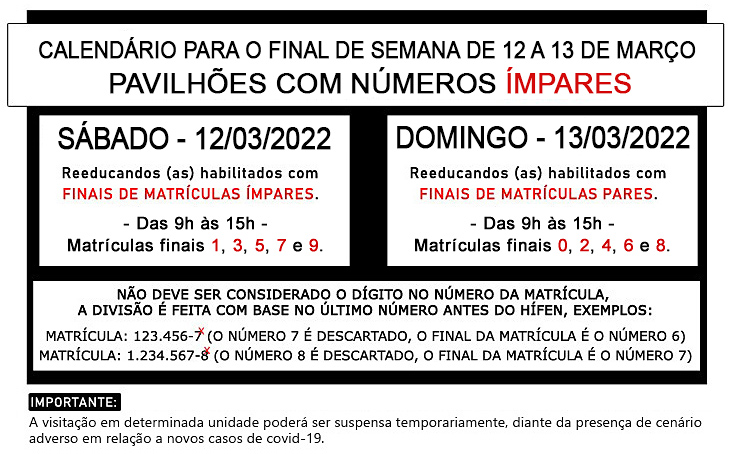 CALENDÁRIO PARA O FINAL DE SEMANA DE 12 A 13 DE MARÇO
PAVILHÕES COM NÚMEROS ÍMPARES
SÁBADO - 12/03/2022
Reeducandos (as) habilitados com
FINAIS DE MATRÍCULAS ÍMPARES.
- Das 9h às 15h -
Matrículas finais 1, 3, 5, 7 e 9.
DOMINGO - 13/03/2022
Reeducandos (as) habilitados com
FINAIS DE MATRÍCULAS PARES.
- Das 9h às 15h -
Matrículas finais 0, 2, 4, 6 e 8.
NÃO DEVE SER CONSIDERADO O DÍGITO NO NÚMERO DA MATRÍCULA,
A DIVISÃO É FEITA COM BASE NO ÚLTIMO NÚMERO ANTES DO HÍFEN, EXEMPLOS:
MATRÍCULA: 123.456-7x (O NÚMERO 7 É DESCARTADO, O FINAL DA MATRÍCULA É O NÚMERO 6)
MATRÍCULA: 1.234.567-8x (O NÚMERO 8 É DESCARTADO, O FINAL DA MATRÍCULA É O NÚMERO 7)
IMPORTANTE:
A visitação em determinada unidade poderá ser suspensa temporariamente, diante da presença de cenário
adverso em relação a novos casos de covid-19.